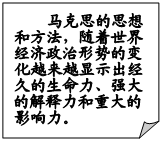 马克思的思想
和方法，随着世界
经济政治形势的变
化越来越显示出经
久的生命力、强大
的解释力和重大的
影响力。